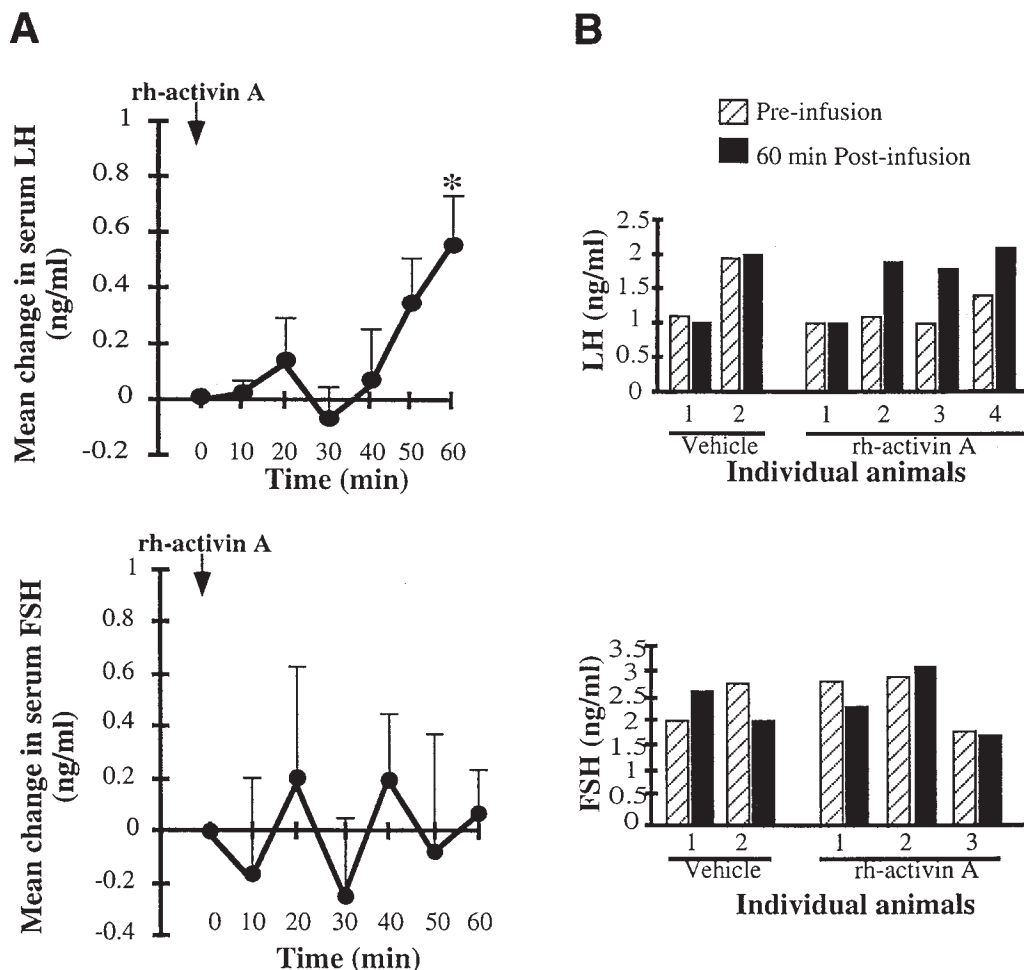 A
rh-activin A
Mean change in serum LH
(ng/ml)
1
0.8
0.6
0.4
0.2
0
-0.2
*
0 10 20 30 40 50 60
Time (min)
rh-activin A
Mean change in serum FSH
(ng/ml)
1
0.8
0.6
0.4
0.2
0
-0.2
-0.4
0 10 20 30 40 50 60
Time (min)
B
Pre-infusion
60 min Post-infusion
LH (ng/ml)
2.5
2
1.5
1
0.5
0
1 2 1 2 3 4
Vehicle rh-activin A
Individual animals
FSH (ng/ml)
3.5
3
2.5
2
1.5
1
0.5
0
1 2 1 2 3
Vehicle rh-activin A
Individual animals